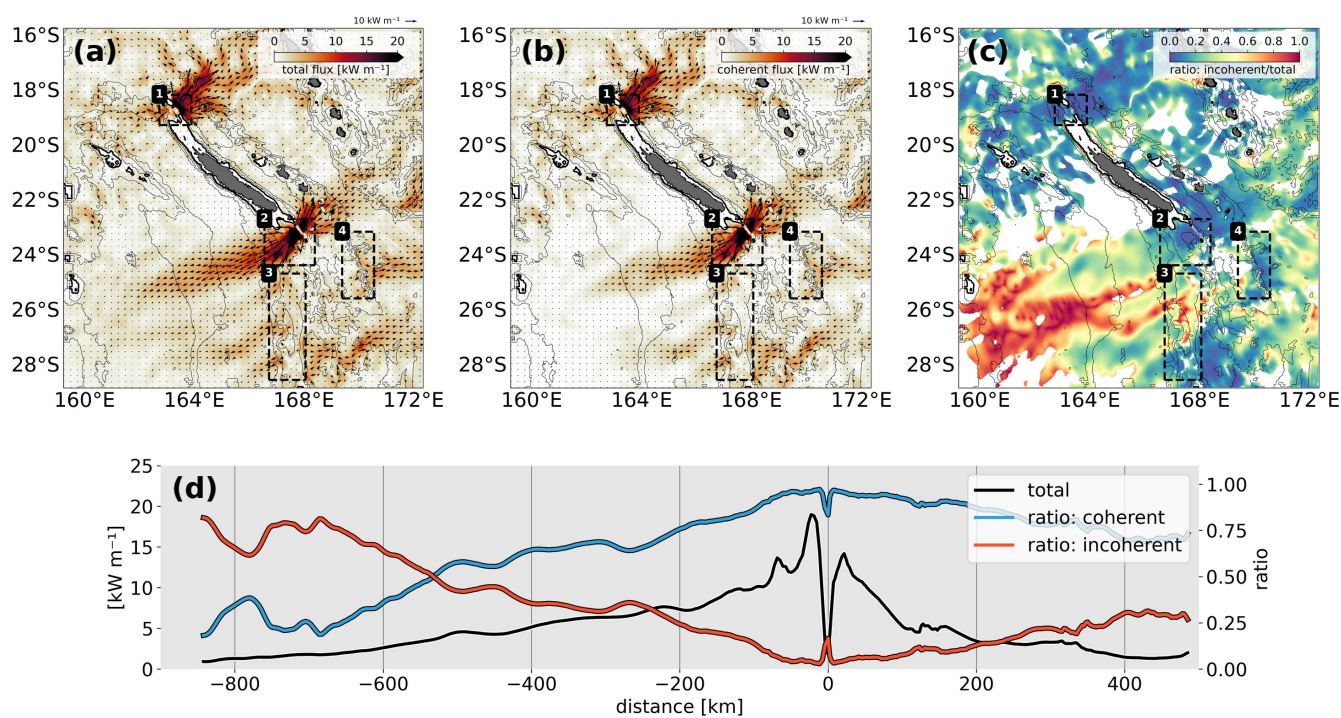 10 kW m⁻¹
10 kW m⁻¹
16°S
(a)
0 5 10 15 20
total flux [kW m⁻¹]
16°S
(b)
0 5 10 15 20
coherent flux [kW m⁻¹]
16°S
(c)
0.0 0.2 0.4 0.6 0.8 1.0
ratio: incoherent/total
18°S
1
18°S
1
18°S
1
20°S
20°S
20°S
22°S
2
22°S
2
22°S
2
4
4
4
24°S
3
24°S
3
24°S
3
26°S
26°S
26°S
28°S
28°S
28°S
160°E 164°E 168°E 172°E
160°E 164°E 168°E 172°E
160°E 164°E 168°E 172°E
(d)
25
20
15
10
5
0
[kW m⁻¹]
total
ratio: coherent
ratio: incoherent
1.00
0.75
0.50
0.25
0.00
ratio
−800 −600 −400 −200 0 200 400
distance [km]